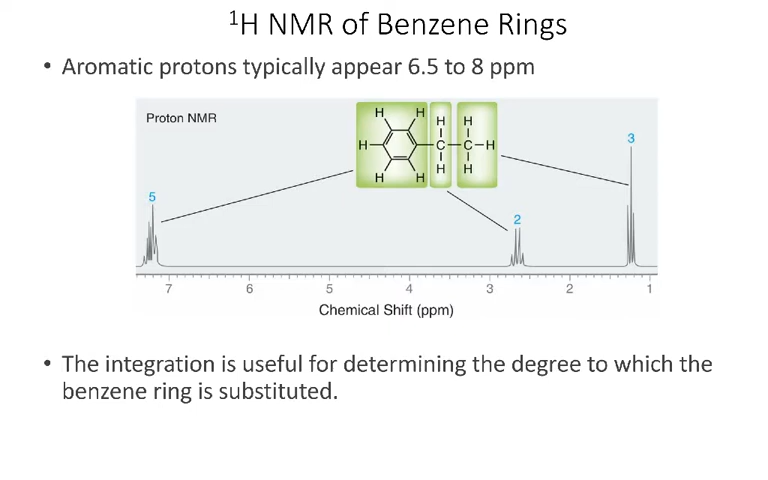 ¹H NMR of Benzene Rings
• Aromatic protons typically appear 6.5 to 8 ppm
Proton NMR
H H H H
H C C H
H H H H
5
2
3
7 6 5 4 3 2 1
Chemical Shift (ppm)
• The integration is useful for determining the degree to which the
benzene ring is substituted.